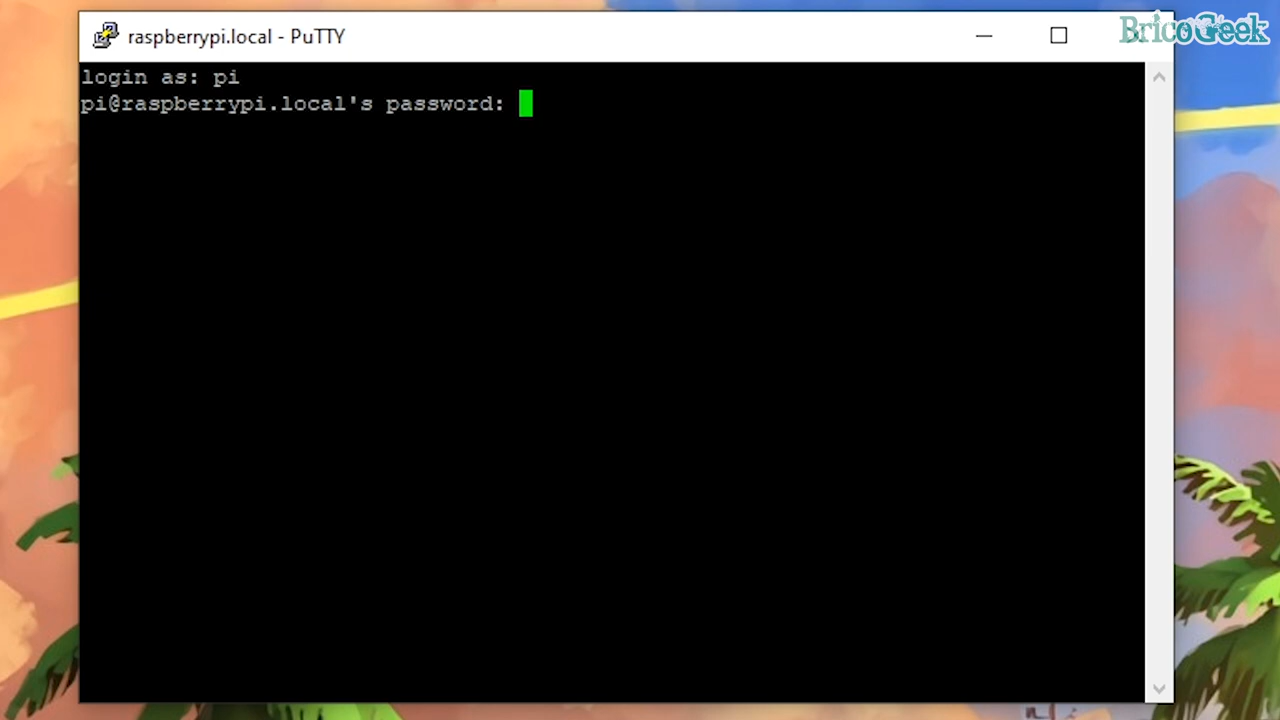 raspberrypi.local - PuTTY
BricoGeek
login as: pi
pi@raspberrypi.local's password: